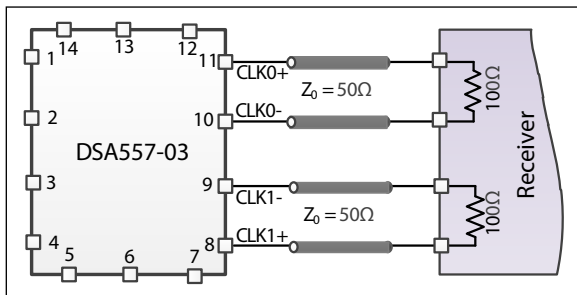 14
13
12
1
11
CLK0+
Z0 = 50Ω
100Ω
2
10
CLK0-
DSA557-03
Receiver
3
9
CLK1-
Z0 = 50Ω
100Ω
4
8
CLK1+
5
6
7